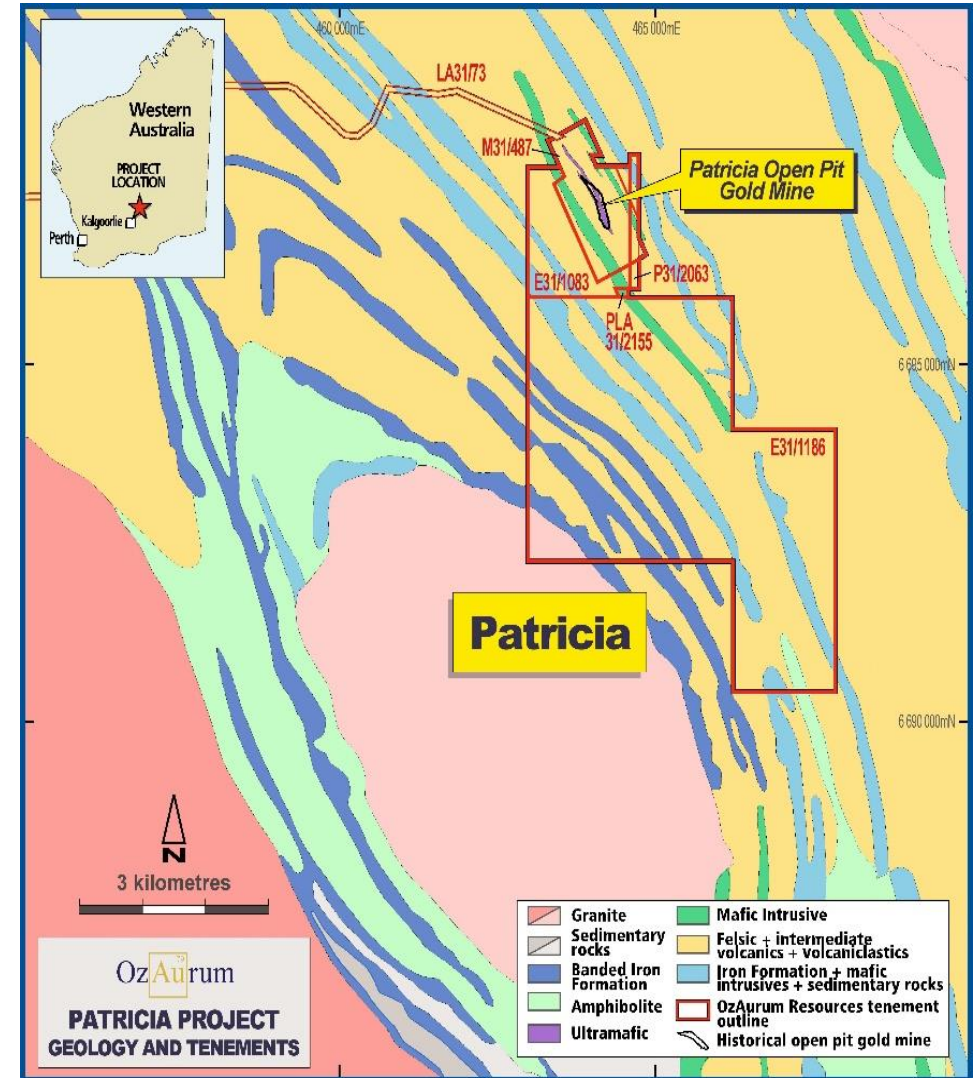 460 000mE
465 000mE
LA31/73
Western
Australia
PROJECT
LOCATION
Kalgoorlie
Perth
M31/487
Patricia Open Pit
Gold Mine
E31/1083
P31/2063
PLA
31/2155
6 685 000mN
E31/1186
Patricia
6 690 000mN
N
3 kilometres
OzAurum
79
PATRICIA PROJECT
GEOLOGY AND TENEMENTS
Granite
Sedimentary
rocks
Banded Iron
Formation
Amphibolite
Ultramafic
Mafic Intrusive
Felsic + intermediate
volcanics + volcaniclastics
Iron Formation + mafic
intrusives + sedimentary rocks
OzAurum Resources tenement
outline
Historical open pit gold mine